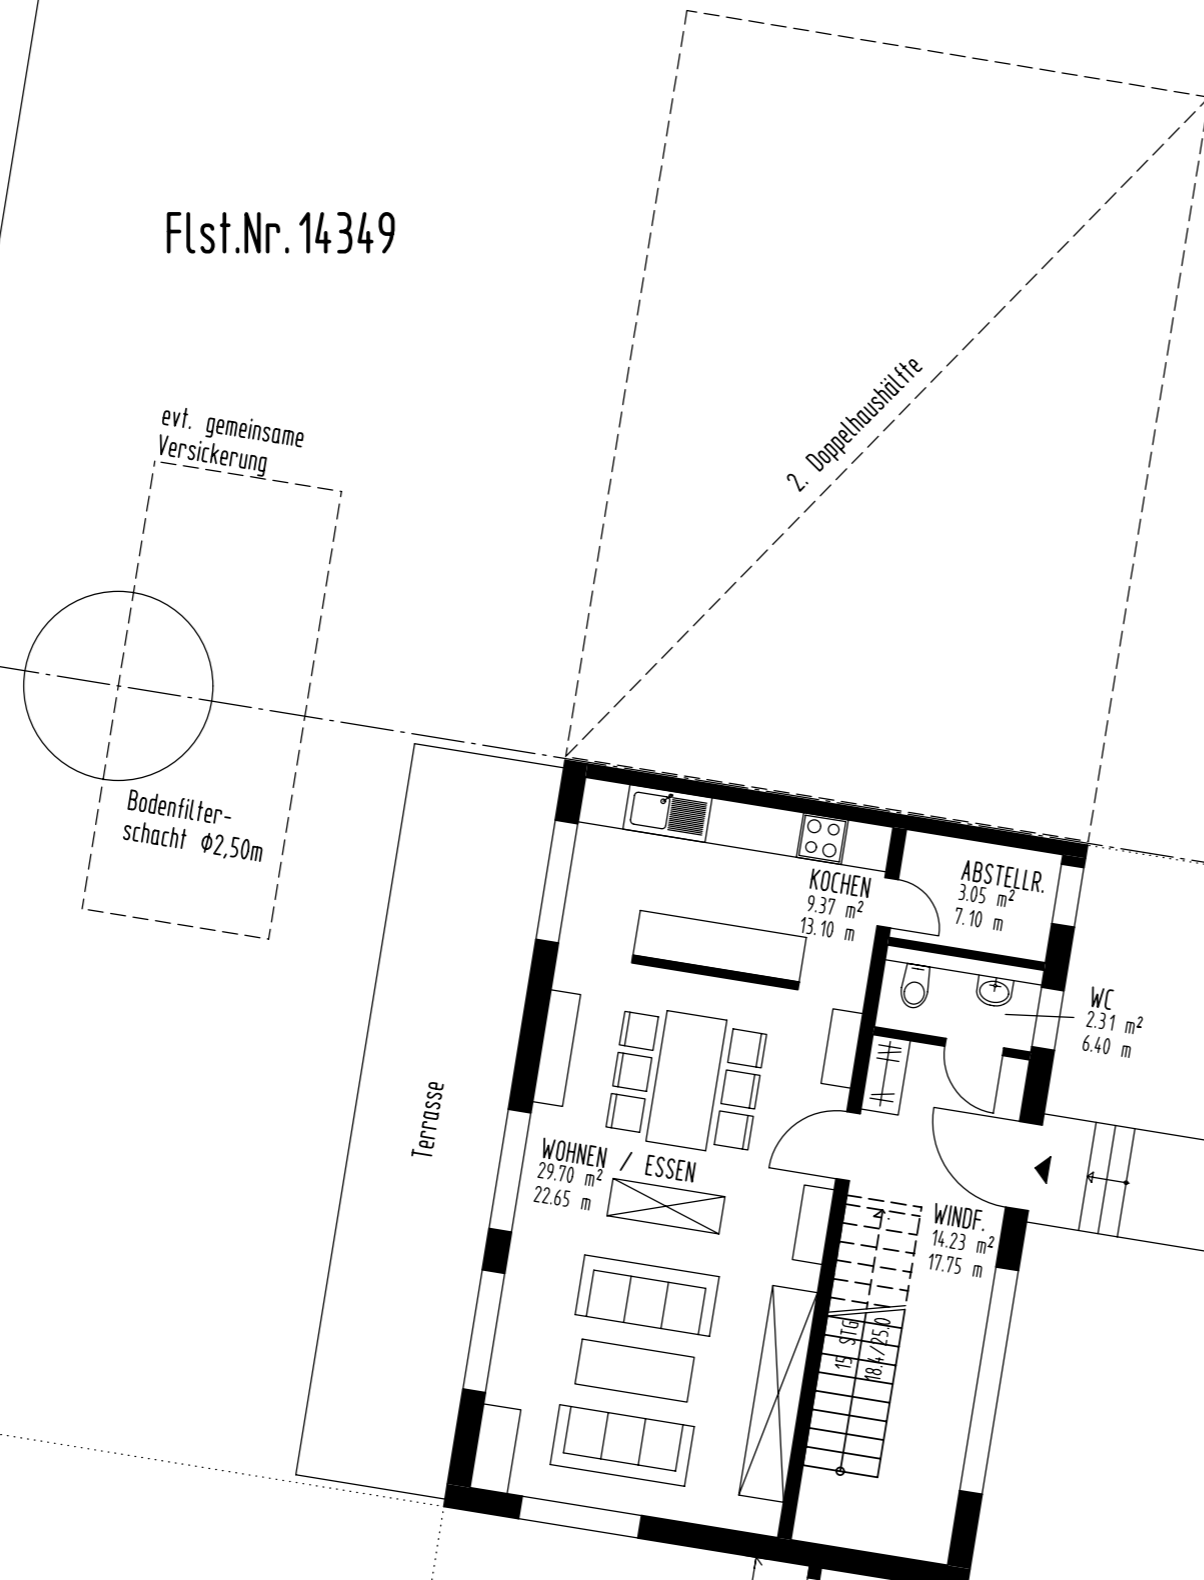 Flst.Nr. 14349
2. Doppelhaushälfte
evt. gemeinsame
Versickerung
Bodenfilter-
schacht Φ2,50m
KOCHEN
9.37 m²
13.10 m
ABSTELLR.
3.05 m²
7.10 m
WC
2.31 m²
6.40 m
Terrasse
WOHNEN / ESSEN
29.70 m²
22.65 m
WINDF.
14.23 m²
17.75 m
15 STG
18.4/25.0